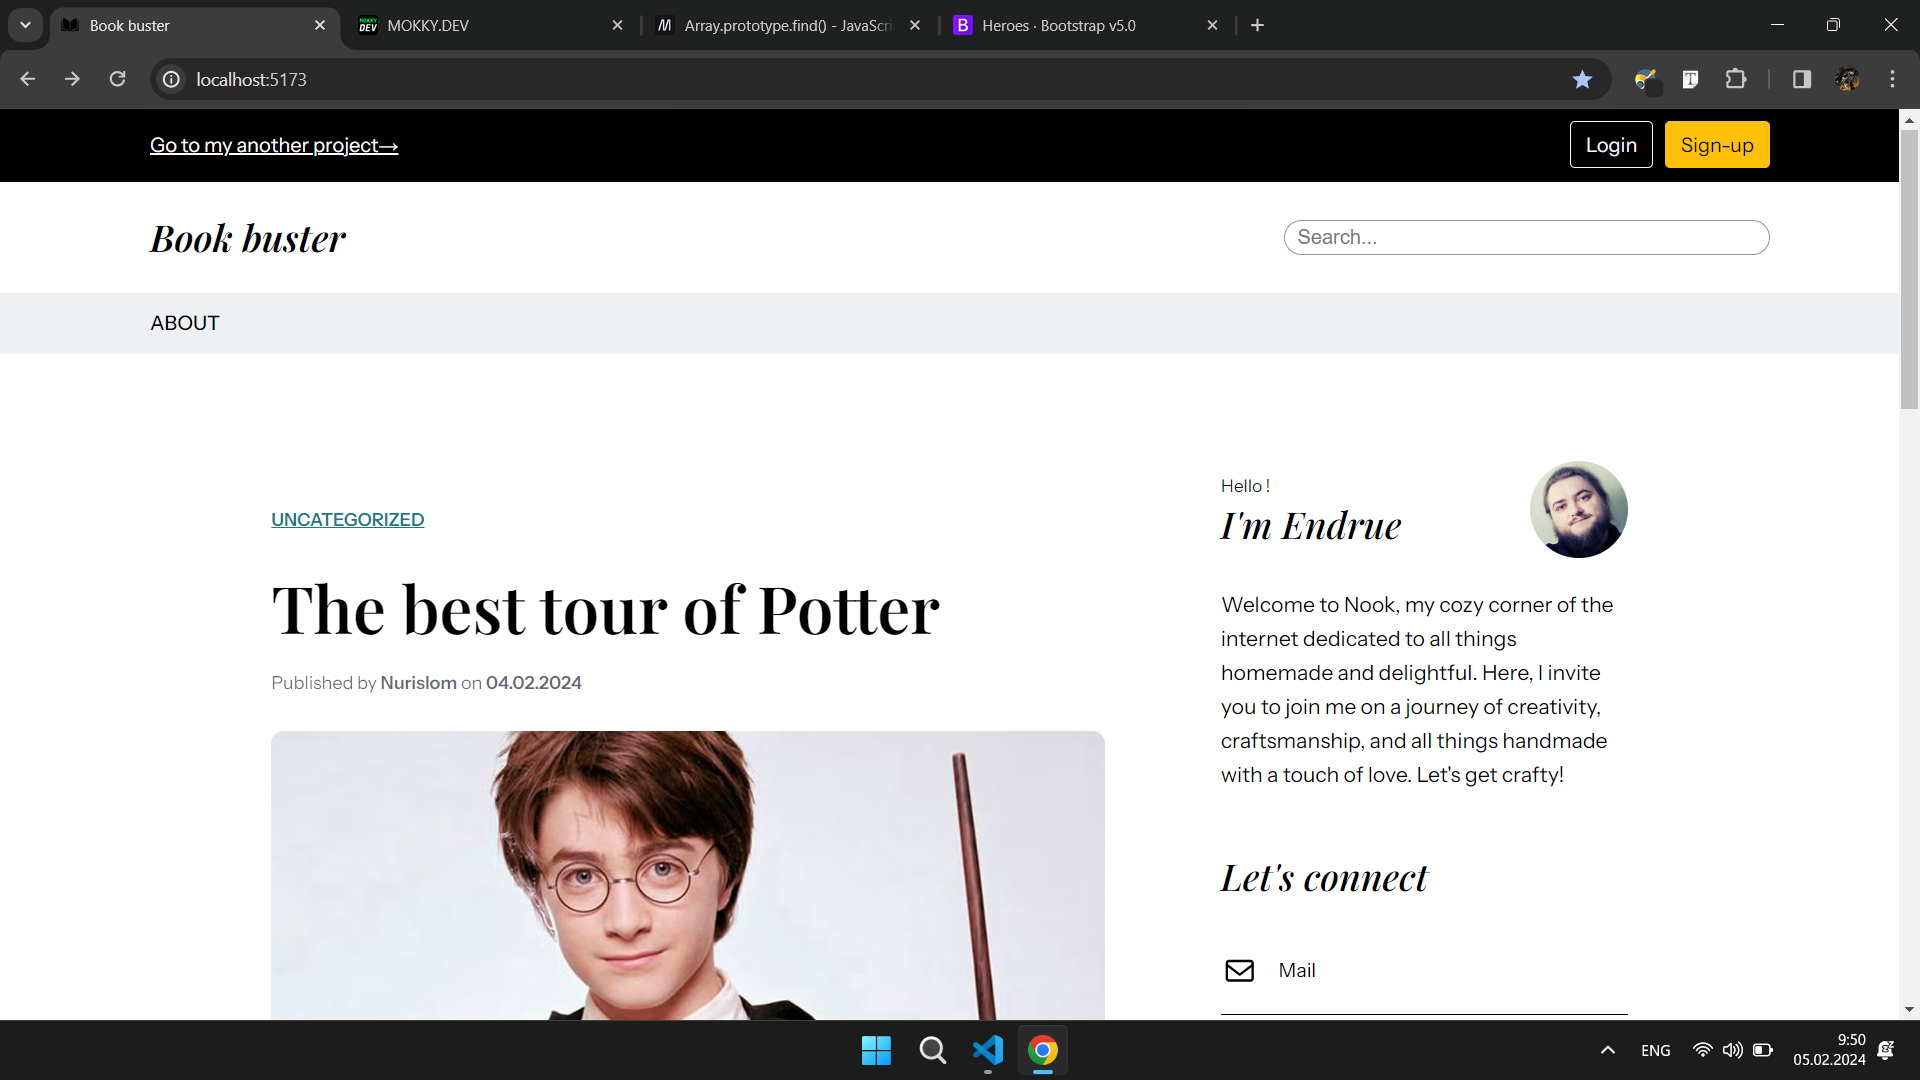 Book buster
MOKKY.DEV
Array.prototype.find() - JavaScri
Heroes · Bootstrap v5.0
localhost:5173
Go to my another project→
Login
Sign-up
Book buster
Search...
ABOUT
UNCATEGORIZED
The best tour of Potter
Published by Nurislom on 04.02.2024
Hello !
I'm Endrue
Welcome to Nook, my cozy corner of the
internet dedicated to all things
homemade and delightful. Here, I invite
you to join me on a journey of creativity,
craftsmanship, and all things handmade
with a touch of love. Let's get crafty!
Let's connect
Mail
ENG
9:50
05.02.2024